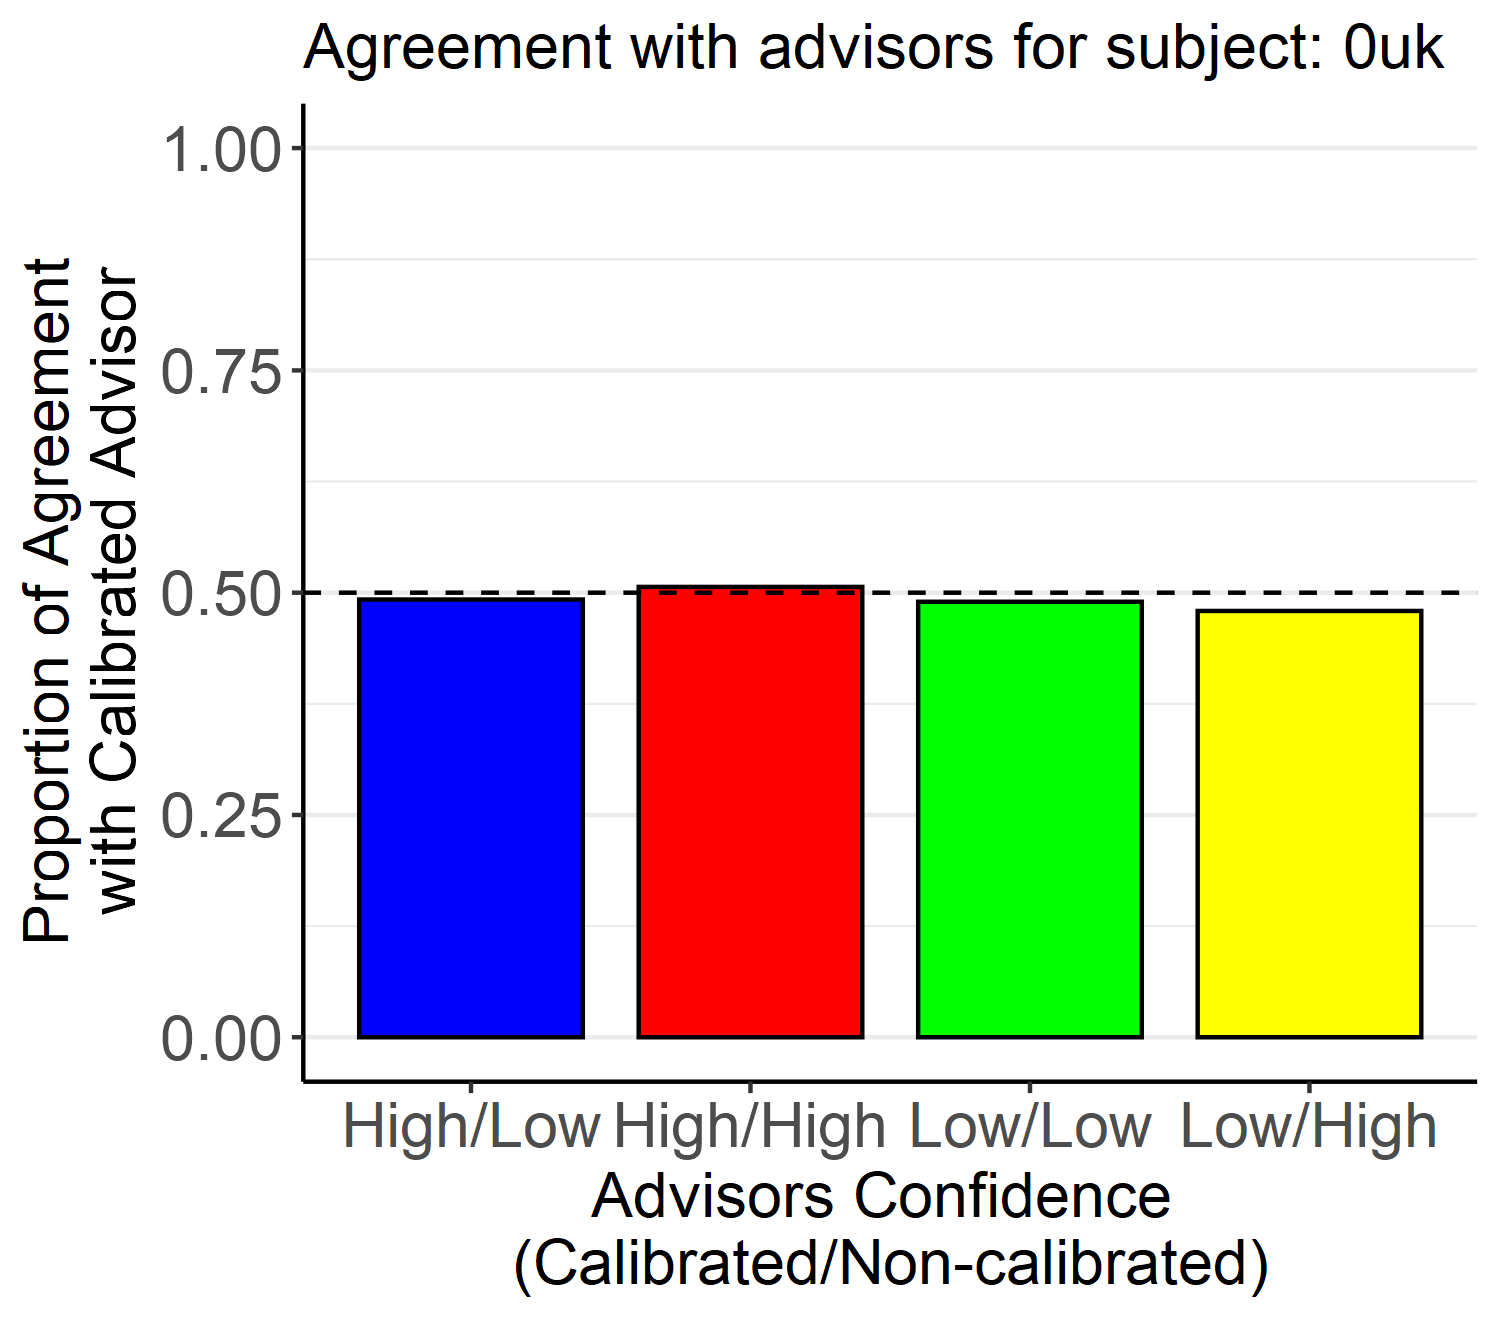 Agreement with advisors for subject: 0uk
Proportion of Agreement
with Calibrated Advisor
1.00
0.75
0.50
0.25
0.00
High/Low High/High Low/Low Low/High
Advisors Confidence
(Calibrated/Non-calibrated)